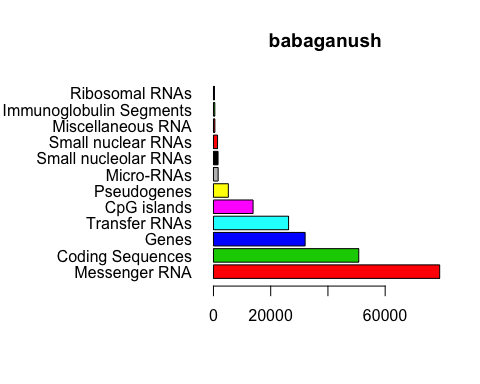 babaganush
Ribosomal RNAs
Immunoglobulin Segments
Miscellaneous RNA
Small nuclear RNAs
Small nucleolar RNAs
Micro-RNAs
Pseudogenes
CpG islands
Transfer RNAs
Genes
Coding Sequences
Messenger RNA
0 20000 60000